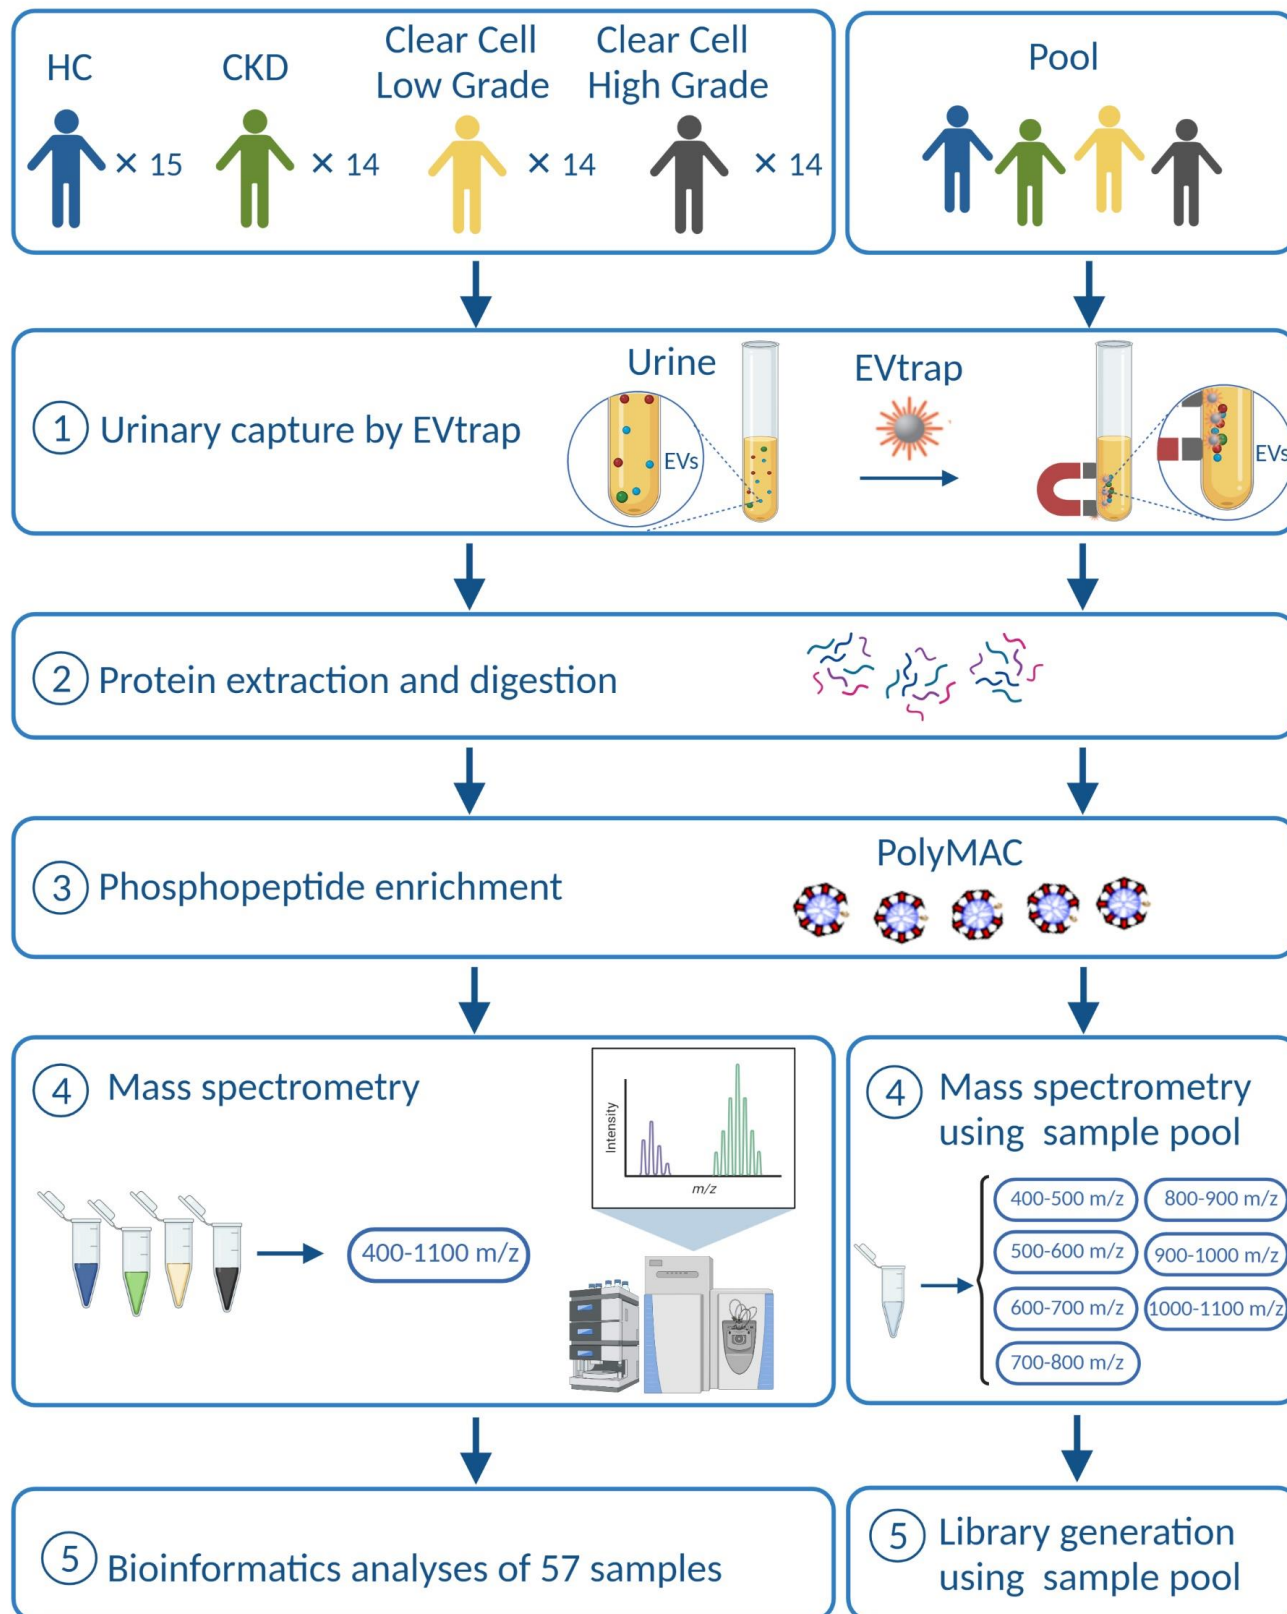 HC
× 15
CKD
× 14
Clear Cell
Low Grade
× 14
Clear Cell
High Grade
× 14
Pool
1 Urinary capture by EVtrap
Urine
EVs
EVtrap
EVs
2 Protein extraction and digestion
3 Phosphopeptide enrichment
PolyMAC
4 Mass spectrometry
400-1100 m/z
Intensity
m/z
4 Mass spectrometry
using sample pool
400-500 m/z
500-600 m/z
600-700 m/z
700-800 m/z
800-900 m/z
900-1000 m/z
1000-1100 m/z
5 Bioinformatics analyses of 57 samples
5 Library generation
using sample pool